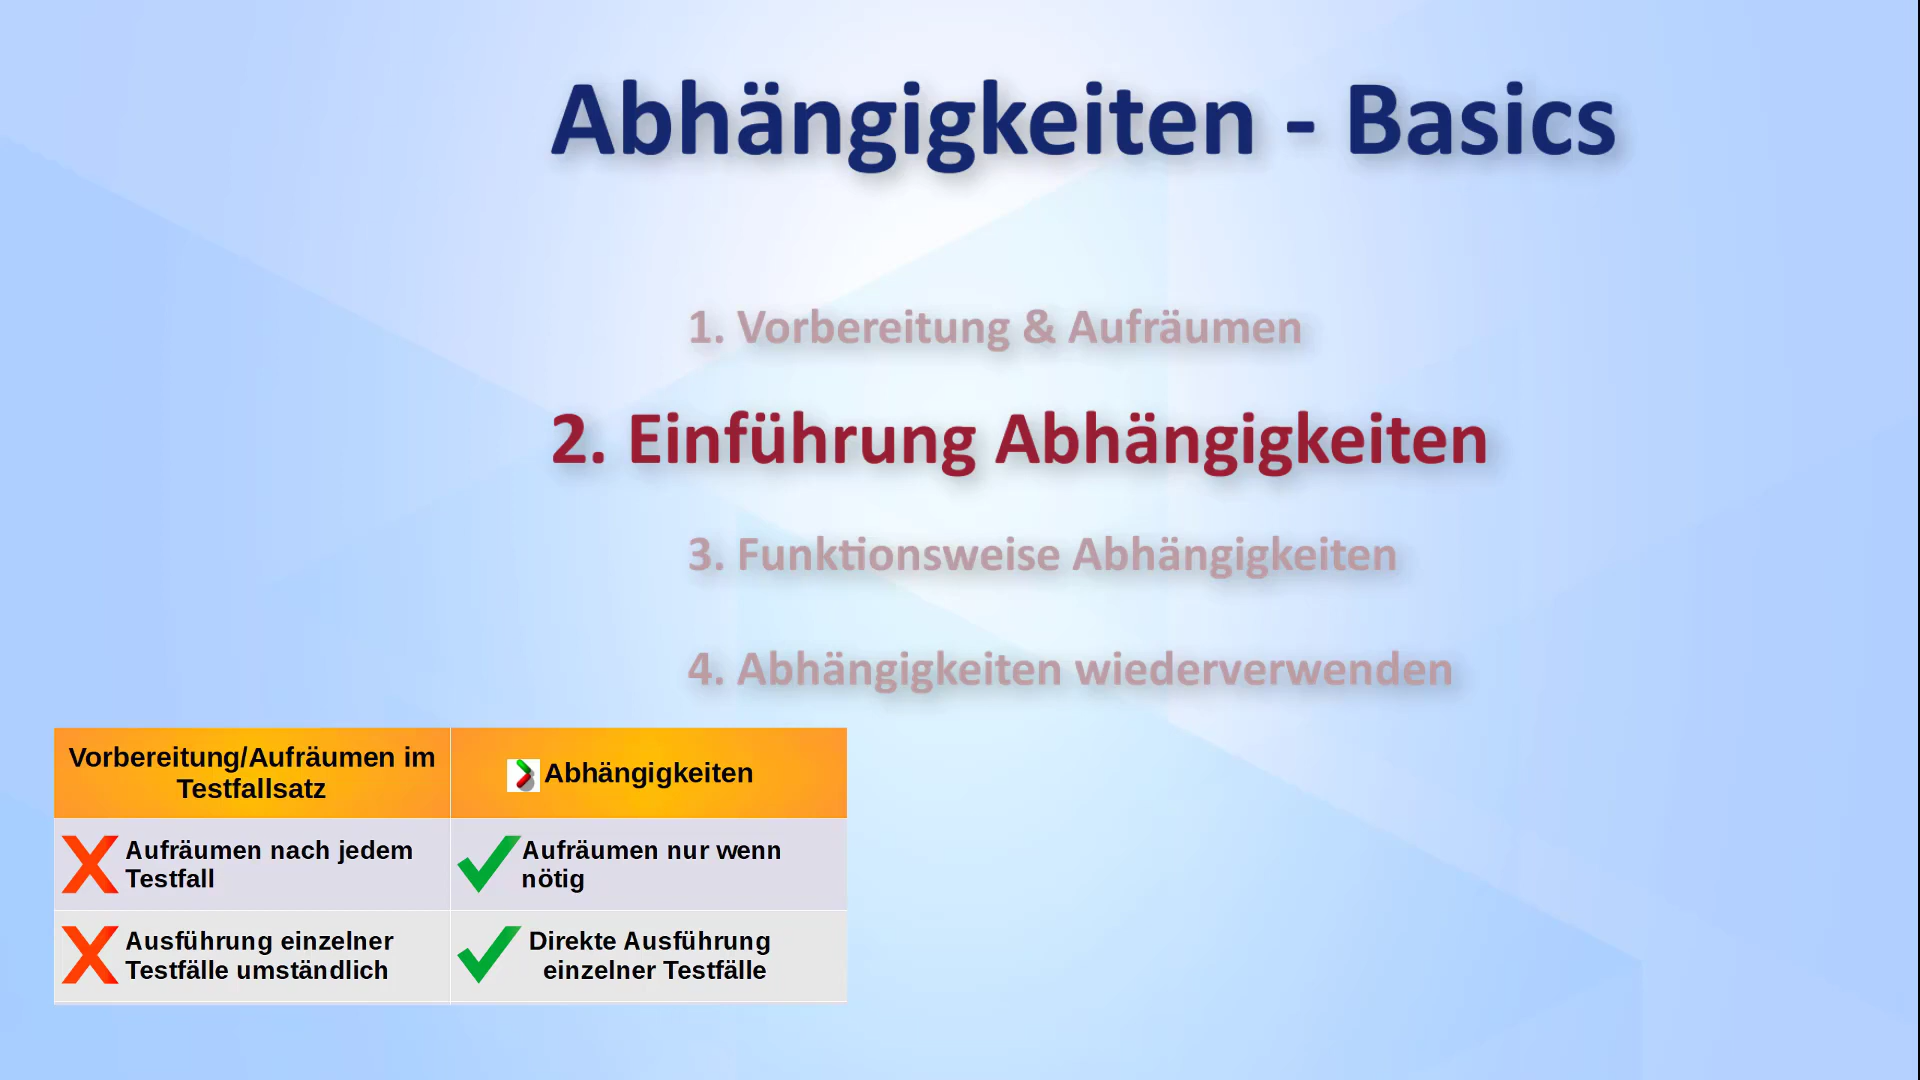 Abhängigkeiten - Basics
1. Vorbereitung & Aufräumen
2. Einführung Abhängigkeiten
3. Funktionsweise Abhängigkeiten
4. Abhängigkeiten wiederverwenden
Vorbereitung/Aufräumen im
Testfallsatz
Abhängigkeiten
Aufräumen nach jedem
Testfall
Aufräumen nur wenn
nötig
Ausführung einzelner
Testfälle umständlich
Direkte Ausführung
einzelner Testfälle